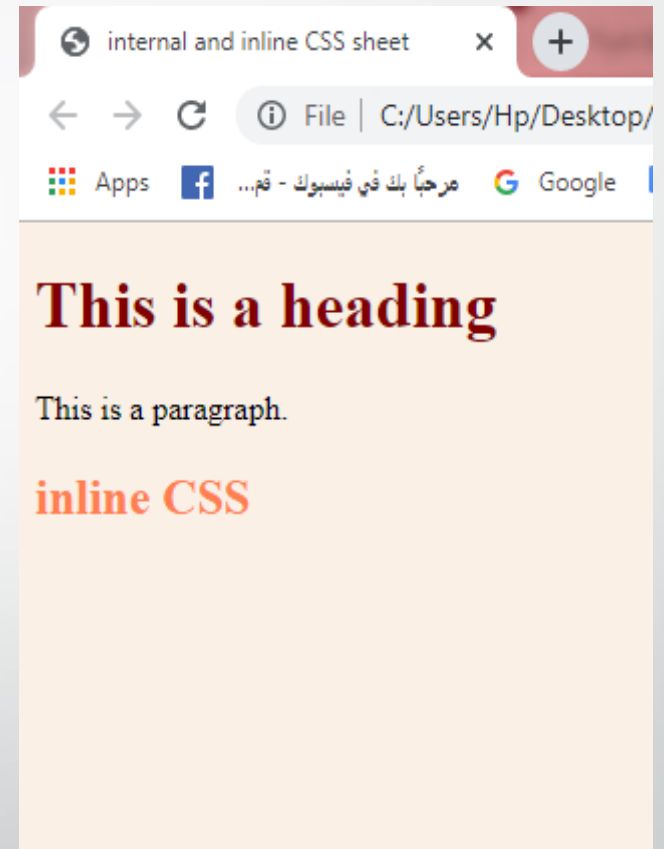 internal and inline CSS sheet
File C:/Users/Hp/Desktop/
Apps مرحبًا بك في فيسبوك - قم... Google
This is a heading
This is a paragraph.
inline CSS